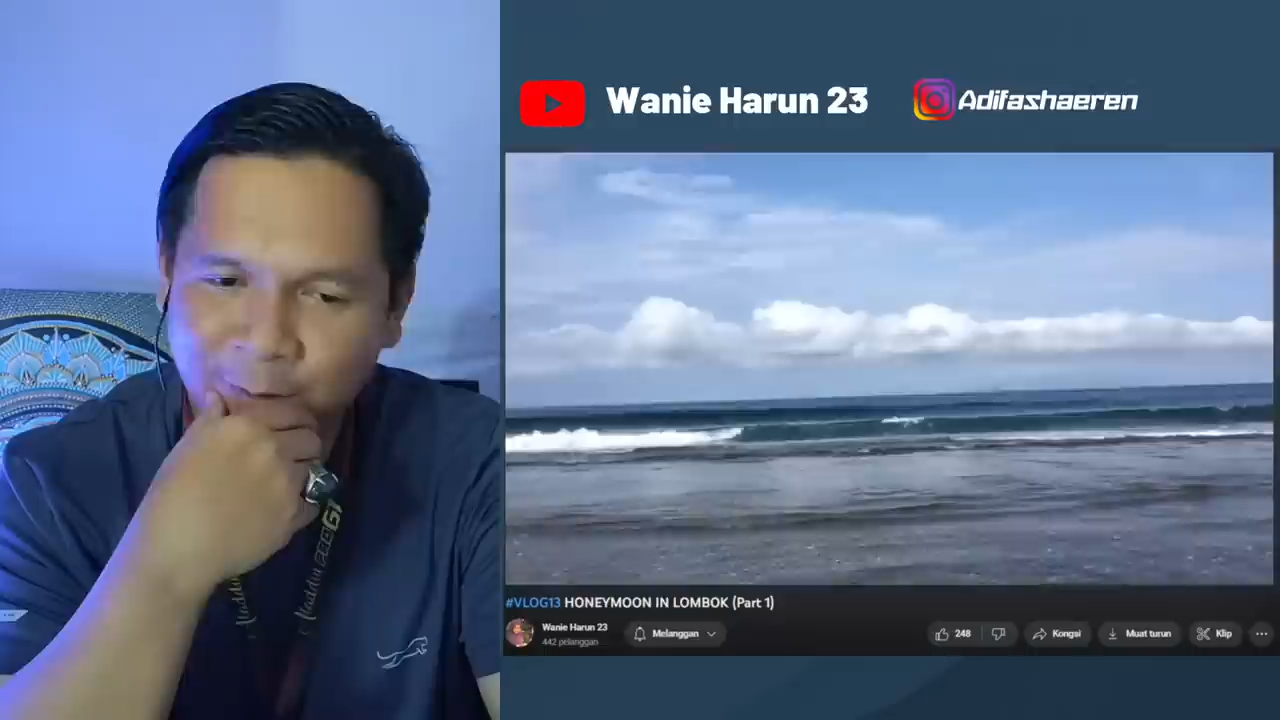 Wanie Harun 23
Adifashaeren
#VLOG13 HONEYMOON IN LOMBOK (Part 1)
Wanie Harun 23
442 pelanggan
Melanggan
248
Kongsi
Muat turun
Klip